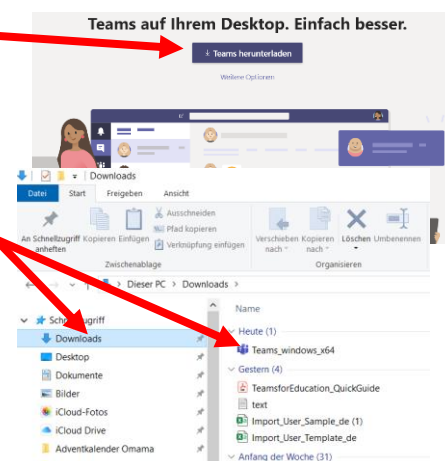 Teams auf Ihrem Desktop. Einfach besser.
Teams herunterladen
Weitere Optionen
Downloads
Datei Start Freigeben Ansicht
An Schnellzugriff anheften
Kopieren
Einfügen
Ausschneiden
Pfad kopieren
Verknüpfung einfügen
Verschieben nach
Kopieren nach
Löschen
Umbenennen
Zwischenablage
Organisieren
Dieser PC > Downloads >
Name
Downloads
Desktop
Dokumente
Bilder
iCloud-Fotos
iCloud Drive
Adventkalender Omama
Heute (1)
Teams_windows_x64
Gestern (4)
TeamsforEducation_QuickGuide
text
Import_User_Sample_de (1)
Import_User_Template_de
Anfang der Woche (31)